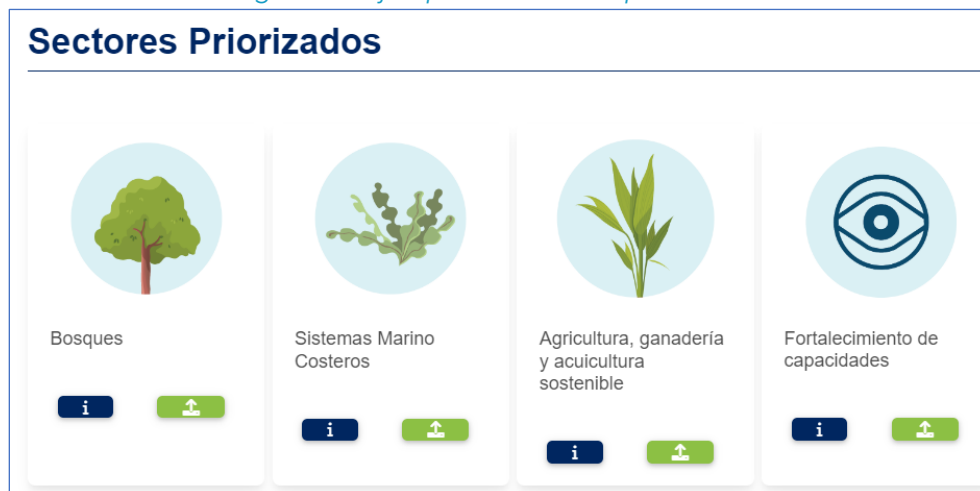 Sectores Priorizados
Bosques
Sistemas Marino
Costeros
Agricultura, ganadería
y acuicultura
sostenible
Fortalecimiento de
capacidades
i
i
i
i